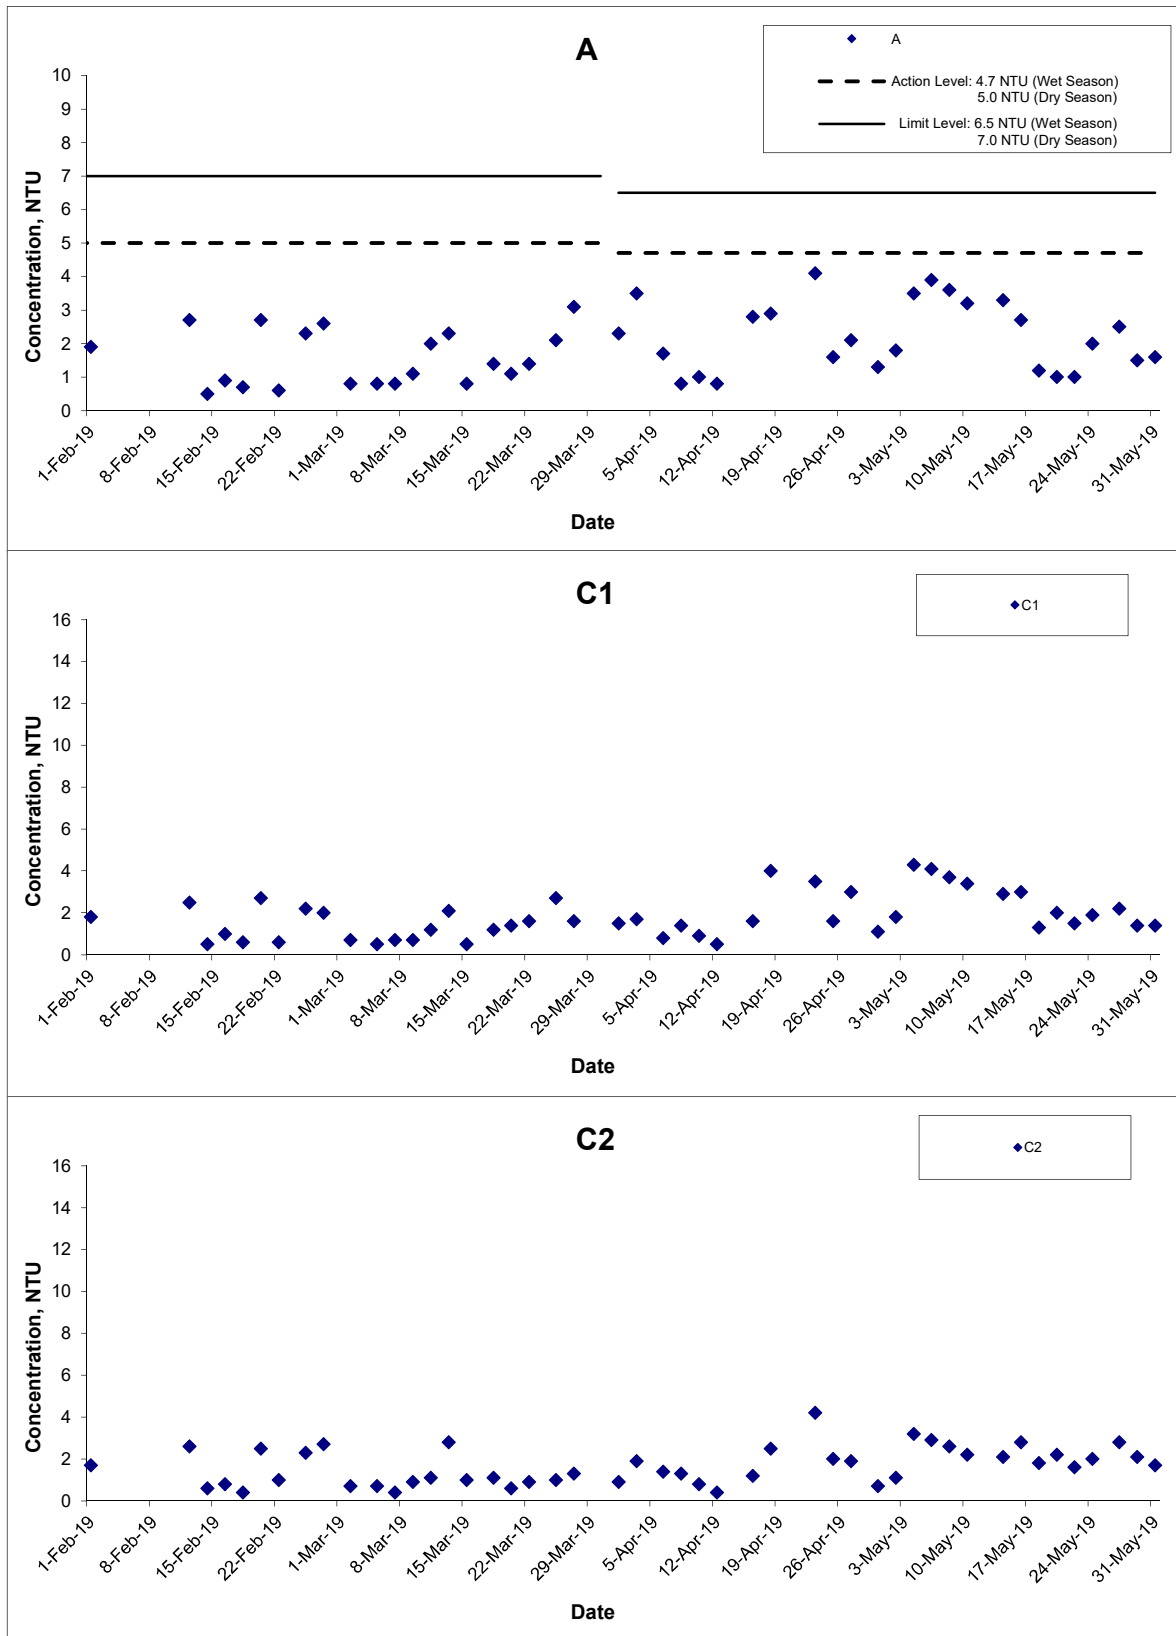 A
A
Action Level: 4.7 NTU (Wet Season)
5.0 NTU (Dry Season)
Limit Level: 6.5 NTU (Wet Season)
7.0 NTU (Dry Season)
Concentration, NTU
10
9
8
7
6
5
4
3
2
1
0
1-Feb-19
8-Feb-19
15-Feb-19
22-Feb-19
1-Mar-19
8-Mar-19
15-Mar-19
22-Mar-19
29-Mar-19
5-Apr-19
12-Apr-19
19-Apr-19
26-Apr-19
3-May-19
10-May-19
17-May-19
24-May-19
31-May-19
Date
C1
C1
Concentration, NTU
16
14
12
10
8
6
4
2
0
1-Feb-19
8-Feb-19
15-Feb-19
22-Feb-19
1-Mar-19
8-Mar-19
15-Mar-19
22-Mar-19
29-Mar-19
5-Apr-19
12-Apr-19
19-Apr-19
26-Apr-19
3-May-19
10-May-19
17-May-19
24-May-19
31-May-19
Date
C2
C2
Concentration, NTU
16
14
12
10
8
6
4
2
0
1-Feb-19
8-Feb-19
15-Feb-19
22-Feb-19
1-Mar-19
8-Mar-19
15-Mar-19
22-Mar-19
29-Mar-19
5-Apr-19
12-Apr-19
19-Apr-19
26-Apr-19
3-May-19
10-May-19
17-May-19
24-May-19
31-May-19
Date